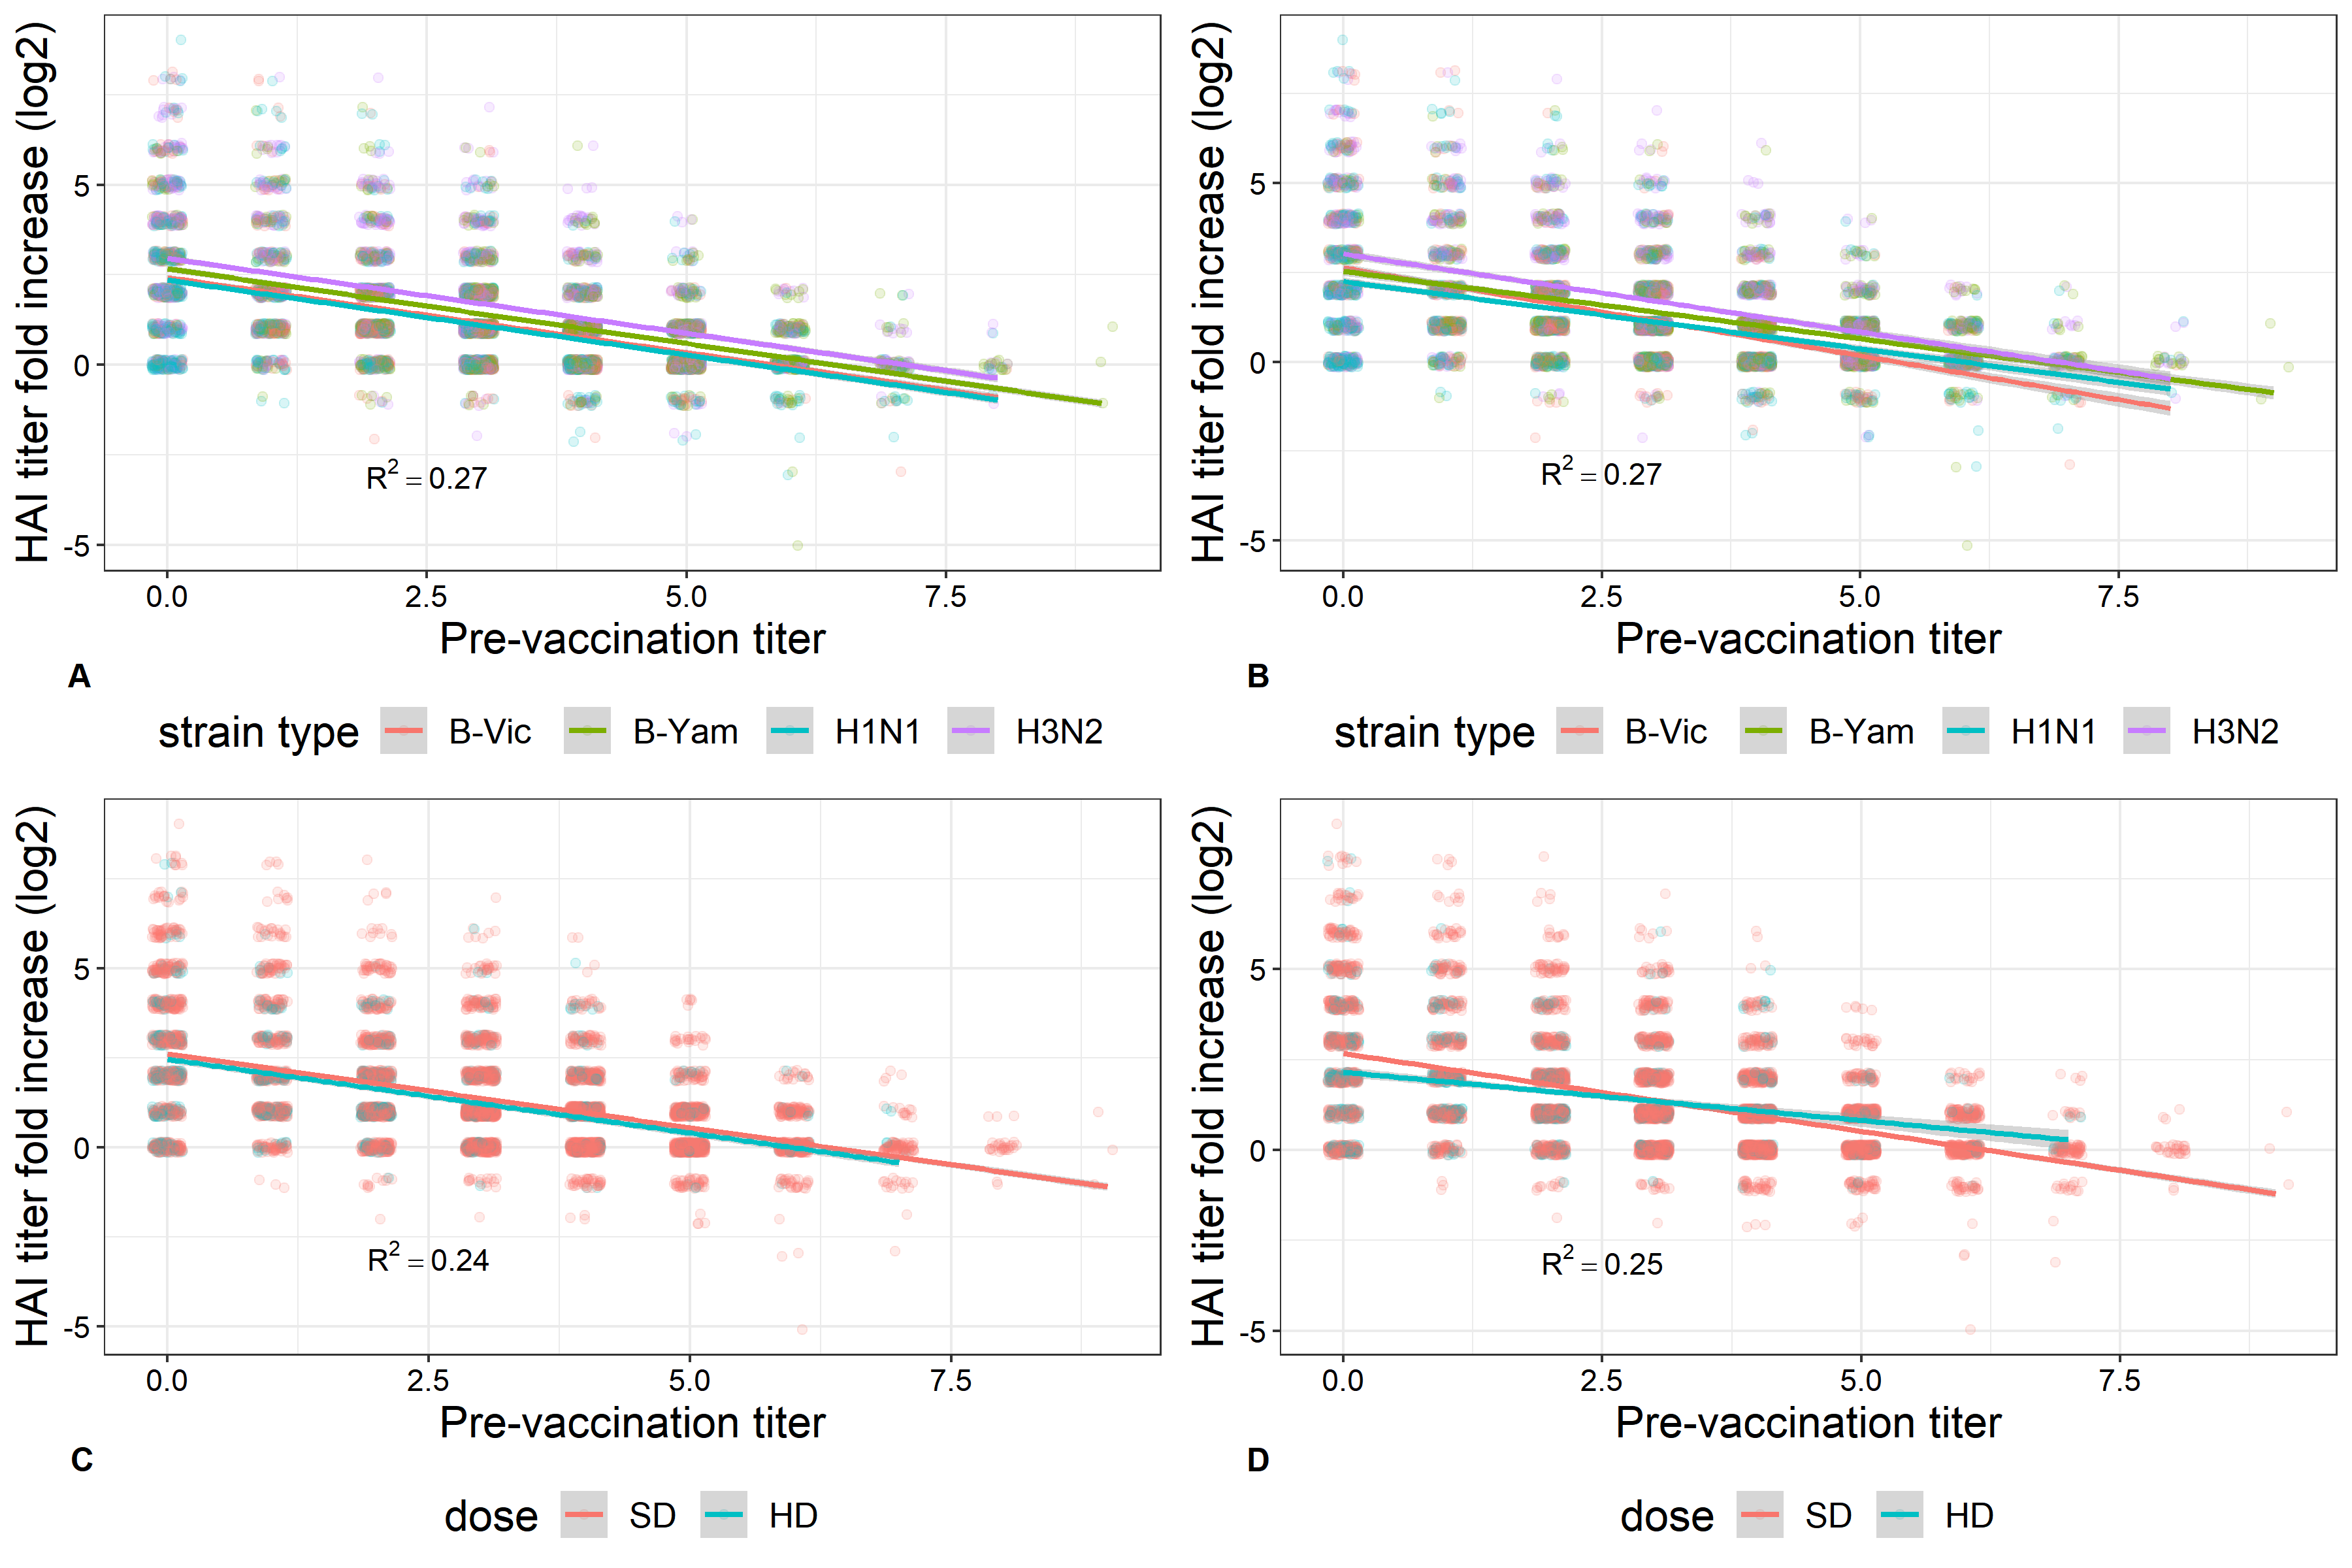 HAI titer fold increase (log2)
5
0
-5
R2 = 0.27
0.0 2.5 5.0 7.5
Pre-vaccination titer
A
strain type B-Vic B-Yam H1N1 H3N2
HAI titer fold increase (log2)
5
0
-5
R2 = 0.27
0.0 2.5 5.0 7.5
Pre-vaccination titer
B
strain type B-Vic B-Yam H1N1 H3N2
HAI titer fold increase (log2)
5
0
-5
R2 = 0.24
0.0 2.5 5.0 7.5
Pre-vaccination titer
C
dose SD HD
HAI titer fold increase (log2)
5
0
-5
R2 = 0.25
0.0 2.5 5.0 7.5
Pre-vaccination titer
D
dose SD HD